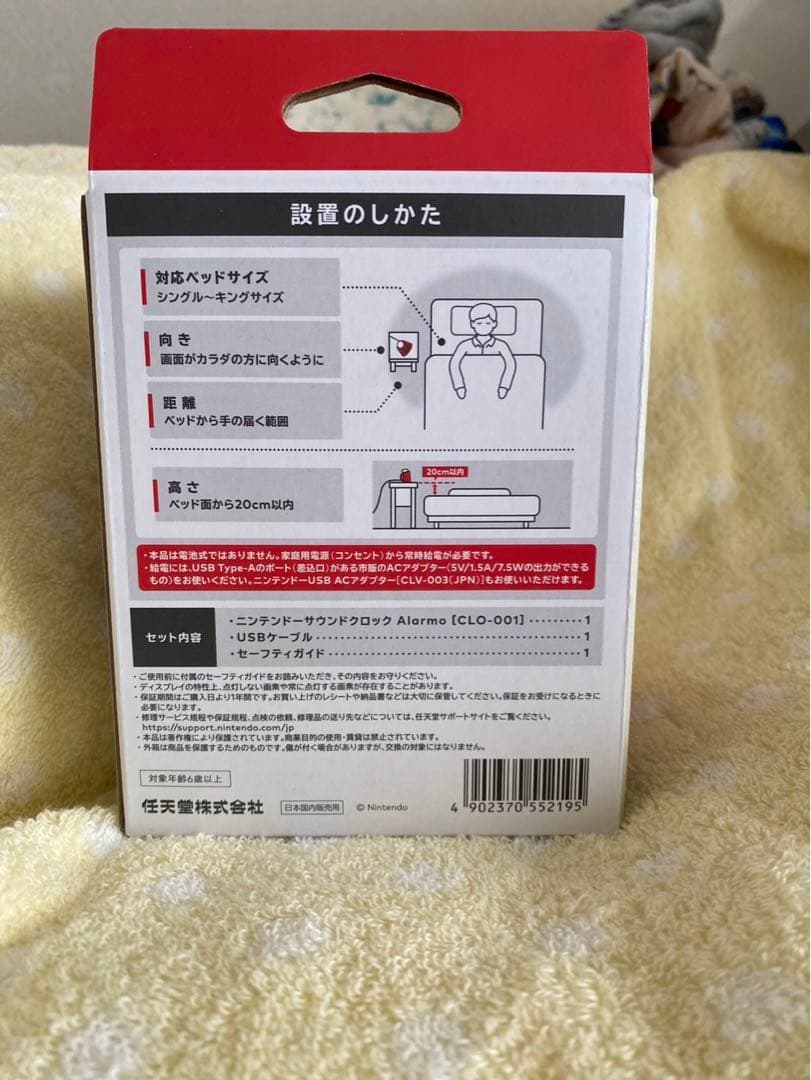 設置のしかた
対応ベッドサイズ
シングル〜キングサイズ
向き
画面がカラダの方に向くように
距離
ベッドから手の届く範囲
高さ
ベッド面から20cm以内
20cm以内
・本品は電池式ではありません。家庭用電源(コンセント)から常時給電が必要です。
・給電には、USB Type-Aのポート(差込口)がある市販のACアダプター(5V/1.5A/7.5Wの出力ができる
もの)をお使いください。ニンテンドーUSB ACアダプター[CLV-003(JPN)]もお使いいただけます。
セット内容
・ニンテンドーサウンドクロック Alarmo [CLO-001] ・・・・・・・・・ 1
・USBケーブル ・・・・・・・・・・・・・・・・・・・・・・・・・・・・・・ 1
・セーフティガイド ・・・・・・・・・・・・・・・・・・・・・・・・・・・・ 1
・ご使用前に付属のセーフティガイドをお読みいただき、その内容をお守りください。
・ディスプレイの特性上、点灯しない画素や常に点灯する画素が存在することがあります。
・保証期間はご購入日より1年間です。お買い上げのレシートや納品書などは大切に保管してください。保証をお受けになるときに
必要になります。
・修理サービス規程や保証規程、点検の依頼、修理品の送り先などについては、任天堂サポートサイトをご覧ください。
https://support.nintendo.com/jp
・本品は著作権により保護されています。商業目的の使用・賃貸は禁止されています。
・外箱は商品を保護するためのものです。傷が付く場合がありますが、交換の対象にはなりません。
対象年齢6歳以上
任天堂株式会社
日本国内販売用
© Nintendo
4 902370 552195